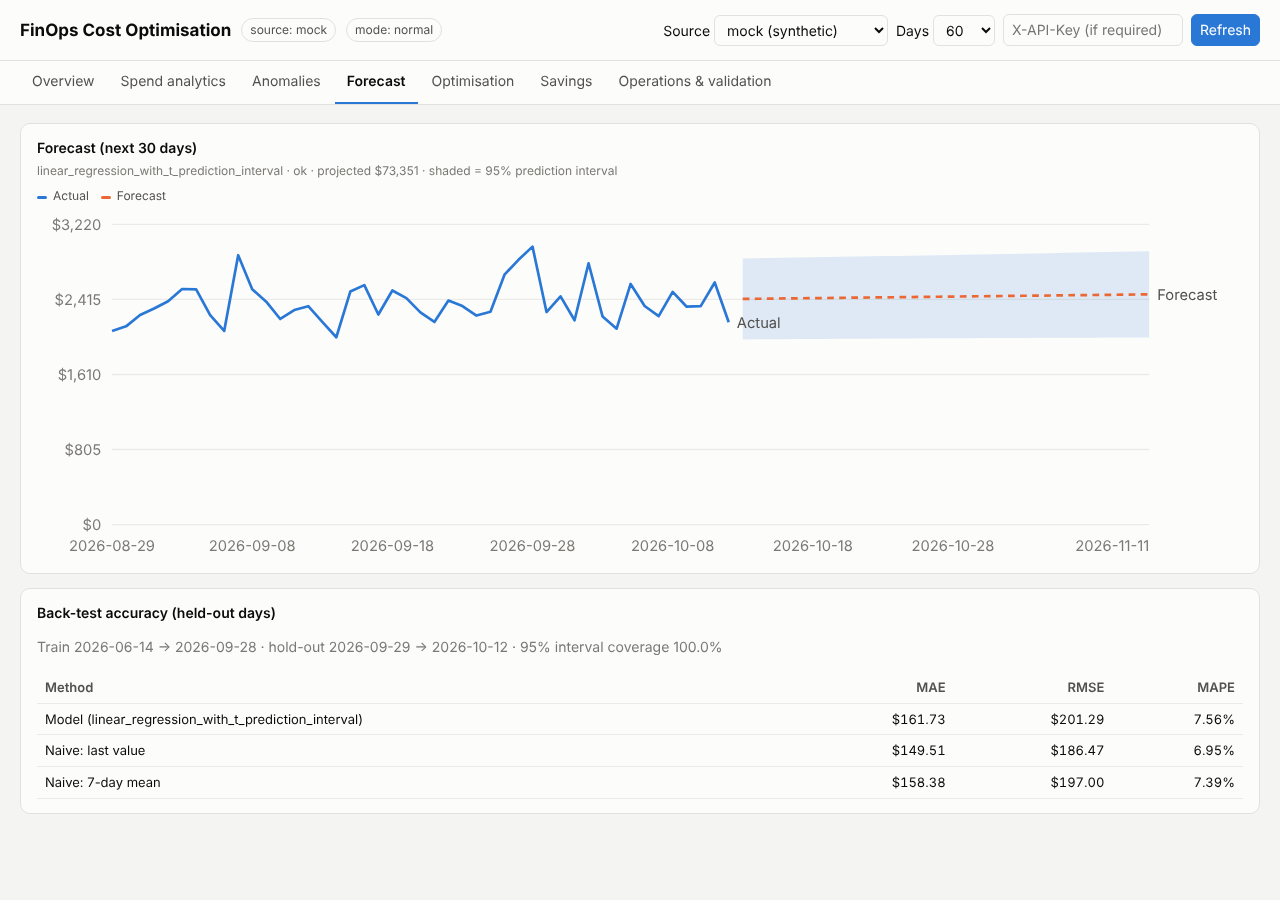 FinOps Cost Optimisation source: mock mode: normal Source mock (synthetic) Days 60 X-API-Key (if required) Refresh
Overview Spend analytics Anomalies Forecast Optimisation Savings Operations & validation
Forecast (next 30 days)
linear_regression_with_t_prediction_interval · ok · projected $73,351 · shaded = 95% prediction interval
Actual Forecast
$3,220
$2,415
Forecast
Actual
$1,610
$805
$0
2026-08-29 2026-09-08 2026-09-18 2026-09-28 2026-10-08 2026-10-18 2026-10-28 2026-11-11
Back-test accuracy (held-out days)
Train 2026-06-14 → 2026-09-28 · hold-out 2026-09-29 → 2026-10-12 · 95% interval coverage 100.0%
Method MAE RMSE MAPE
Model (linear_regression_with_t_prediction_interval) $161.73 $201.29 7.56%
Naive: last value $149.51 $186.47 6.95%
Naive: 7-day mean $158.38 $197.00 7.39%